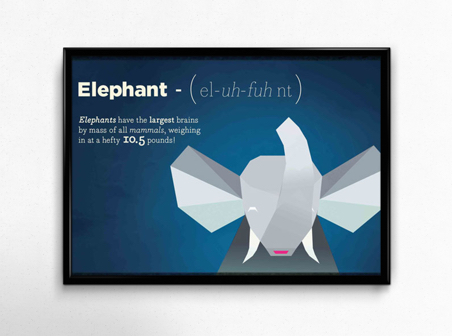 Elephant - (el-uh-fuh nt)
Elephants have the largest brains
by mass of all mammals, weighing
in at a hefty 10.5 pounds!